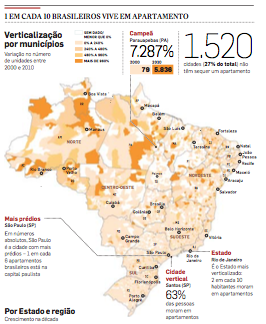 1 EM CADA 10 BRASILEIROS VIVE EM APARTAMENTO
Verticalização
por municípios
Variação no número
de unidades entre
2000 e 2010
SEM DADO/
MENOR QUE 0%
0% A 240%
240% A 480%
480% A 960%
MAIS DE 960%
Campeã
Parauapebas (PA)
7.287%
2000 2010
79 5.836
1.520
cidades (27% do total) não
têm sequer um apartamento
Boa Vista
Macapá
Belém
São Luís
Fortaleza
Manaus
Teresina
Natal
João
Pessoa
Recife
Maceió
Aracaju
Salvador
NORTE
NORDESTE
Porto
Velho
Rio Branco
Palmas
CENTRO-OESTE
Cuiabá
Brasília
Goiânia
Belo Horizonte
SUDESTE
Vitória
Campo
Grande
São Paulo
Rio de
Janeiro
Curitiba
SUL
Florianópolis
Porto
Alegre
Mais prédios
São Paulo (SP)
Em números
absolutos, São Paulo
é a cidade com mais
prédios – 1 em cada
6 apartamentos
brasileiros está na
capital paulista
Cidade
vertical
Santos (SP)
63%
das pessoas
moram em
apartamentos
Estado
Rio de Janeiro
É o Estado mais
verticalizado:
2 em cada 10
habitantes moram
em apartamentos
Por Estado e região
Crescimento na década